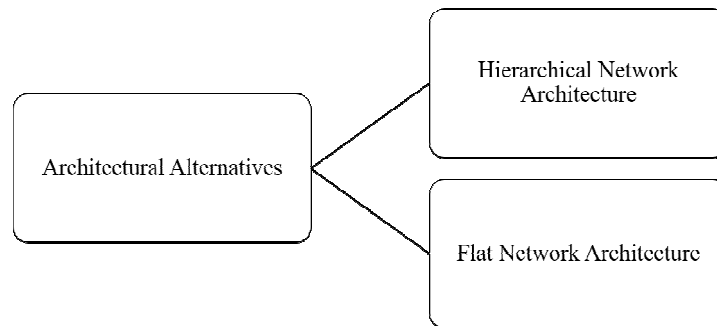 Architectural Alternatives
Hierarchical Network
Architecture
Flat Network Architecture